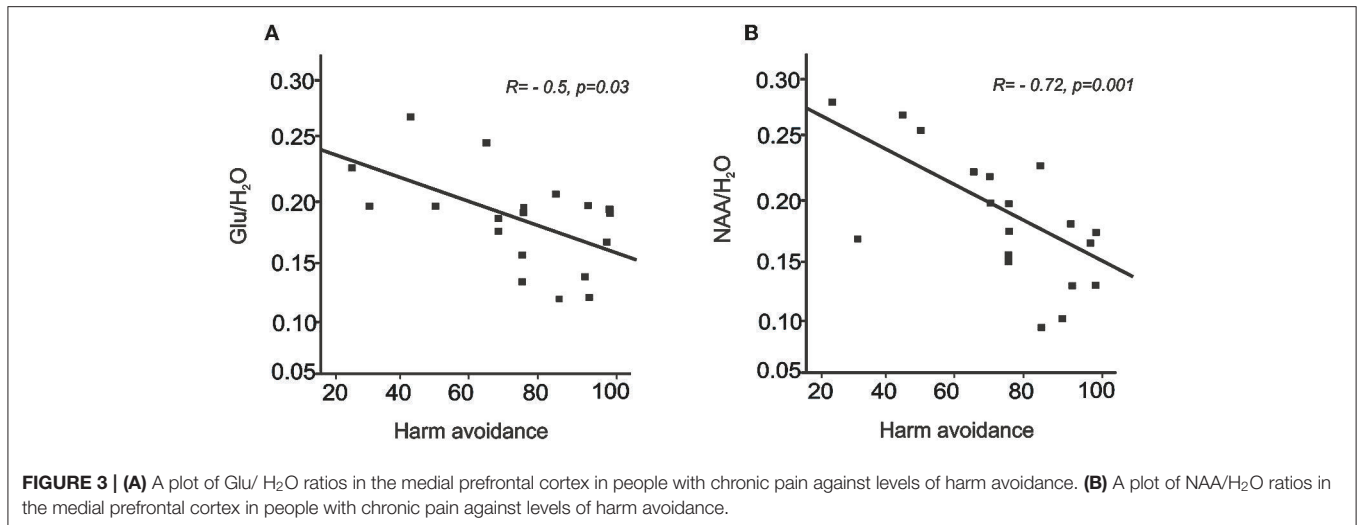 A
R= - 0.5, p=0.03
Glu/H₂O
0.30
0.25
0.20
0.15
0.10
0.05
20 40 60 80 100
Harm avoidance
B
R= - 0.72, p=0.001
NAA/H₂O
0.30
0.25
0.20
0.15
0.10
0.05
20 40 60 80 100
Harm avoidance
FIGURE 3 | (A) A plot of Glu/ H₂O ratios in the medial prefrontal cortex in people with chronic pain against levels of harm avoidance. (B) A plot of NAA/H₂O ratios in
the medial prefrontal cortex in people with chronic pain against levels of harm avoidance.